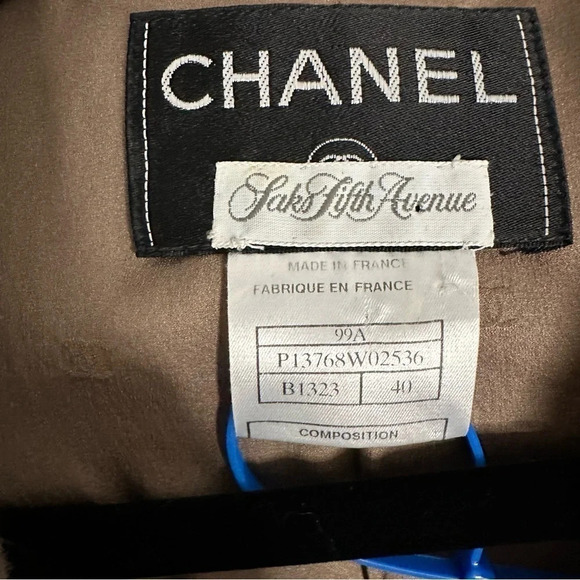 CHANEL
Saks Fifth Avenue
MADE IN FRANCE
FABRIQUE EN FRANCE
99A
P13768W02536
B1323 40
COMPOSITION